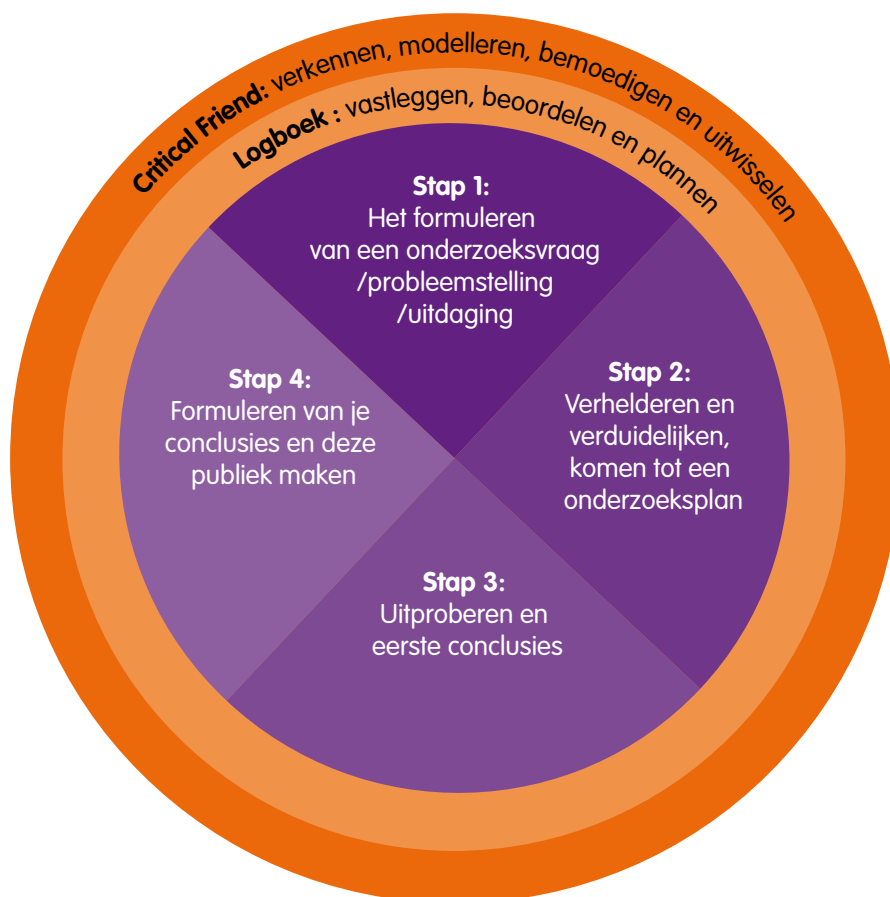 Critical Friend: verkennen, modelleren, bemoedigen en uitwisselen
Logboek : vastleggen, beoordelen en plannen
Stap 1:
Het formuleren
van een onderzoeksvraag
/probleemstelling
/uitdaging
Stap 2:
Verhelderen en
verduidelijken,
komen tot een
onderzoeksplan
Stap 3:
Uitproberen en
eerste conclusies
Stap 4:
Formuleren van je
conclusies en deze
publiek maken